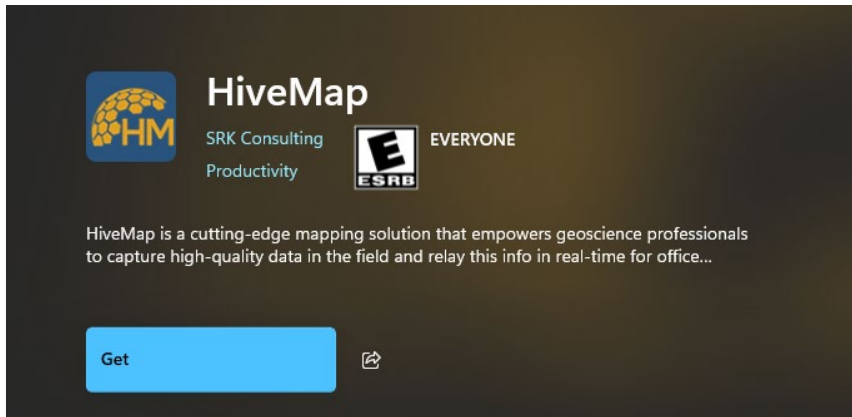 HiveMap
HM
SRK Consulting
Productivity
E
ESRB
EVERYONE
HiveMap is a cutting-edge mapping solution that empowers geoscience professionals
to capture high-quality data in the field and relay this info in real-time for office...
Get